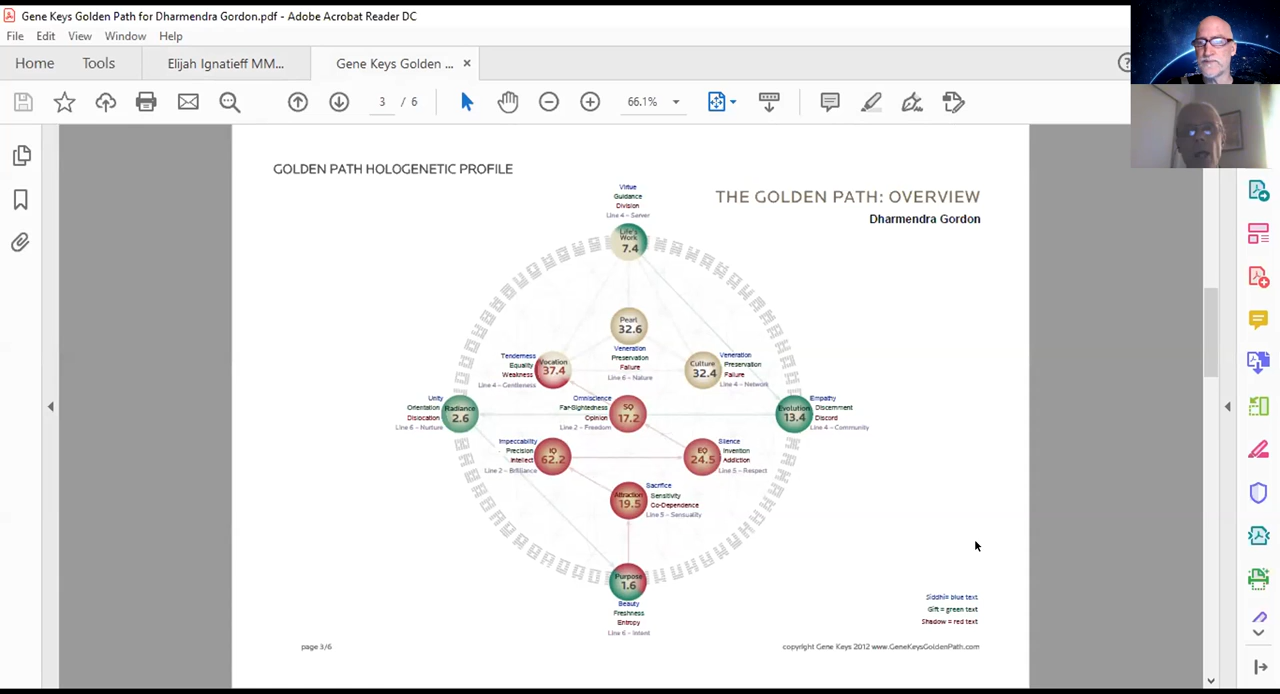 Gene Keys Golden Path for Dharmendra Gordon.pdf - Adobe Acrobat Reader DC
File Edit View Window Help
Home Tools Elijah Ignatieff MM... Gene Keys Golden ... ×
3 / 6 66.1%
GOLDEN PATH HOLOGENETIC PROFILE
THE GOLDEN PATH: OVERVIEW
Dharmendra Gordon
Virtue
Guidance
Division
Line 4 – Server
Life's
Work
7.4
Pearl
32.6
Veneration
Preservation
Failure
Line 6 – Nature
Tenderness
Equality
Weakness
Line 4 – Gentleness
Vocation
37.4
Culture
32.4
Veneration
Preservation
Failure
Line 4 – Network
Unity
Orientation
Dislocation
Line 6 – Nurture
Radiance
2.6
Omniscience
Far-Sightedness
Opinion
Line 2 – Freedom
SQ
17.2
Evolution
13.4
Empathy
Discernment
Discord
Line 4 – Community
Impeccability
Precision
Intellect
Line 2 – Brilliance
IQ
62.2
EQ
24.5
Silence
Invention
Addiction
Line 5 – Respect
Attraction
19.5
Sacrifice
Sensitivity
Co-Dependence
Line 5 – Sensuality
Purpose
1.6
Beauty
Freshness
Entropy
Line 6 – Intent
Siddhi= blue text
Gift = green text
Shadow = red text
page 3/6
copyright Gene Keys 2012 www.GeneKeysGoldenPath.com